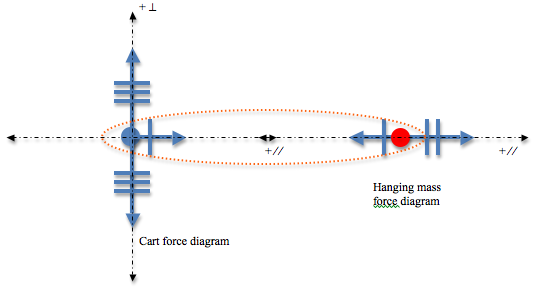 + ⊥
+//
+//
Hanging mass
force diagram
Cart force diagram